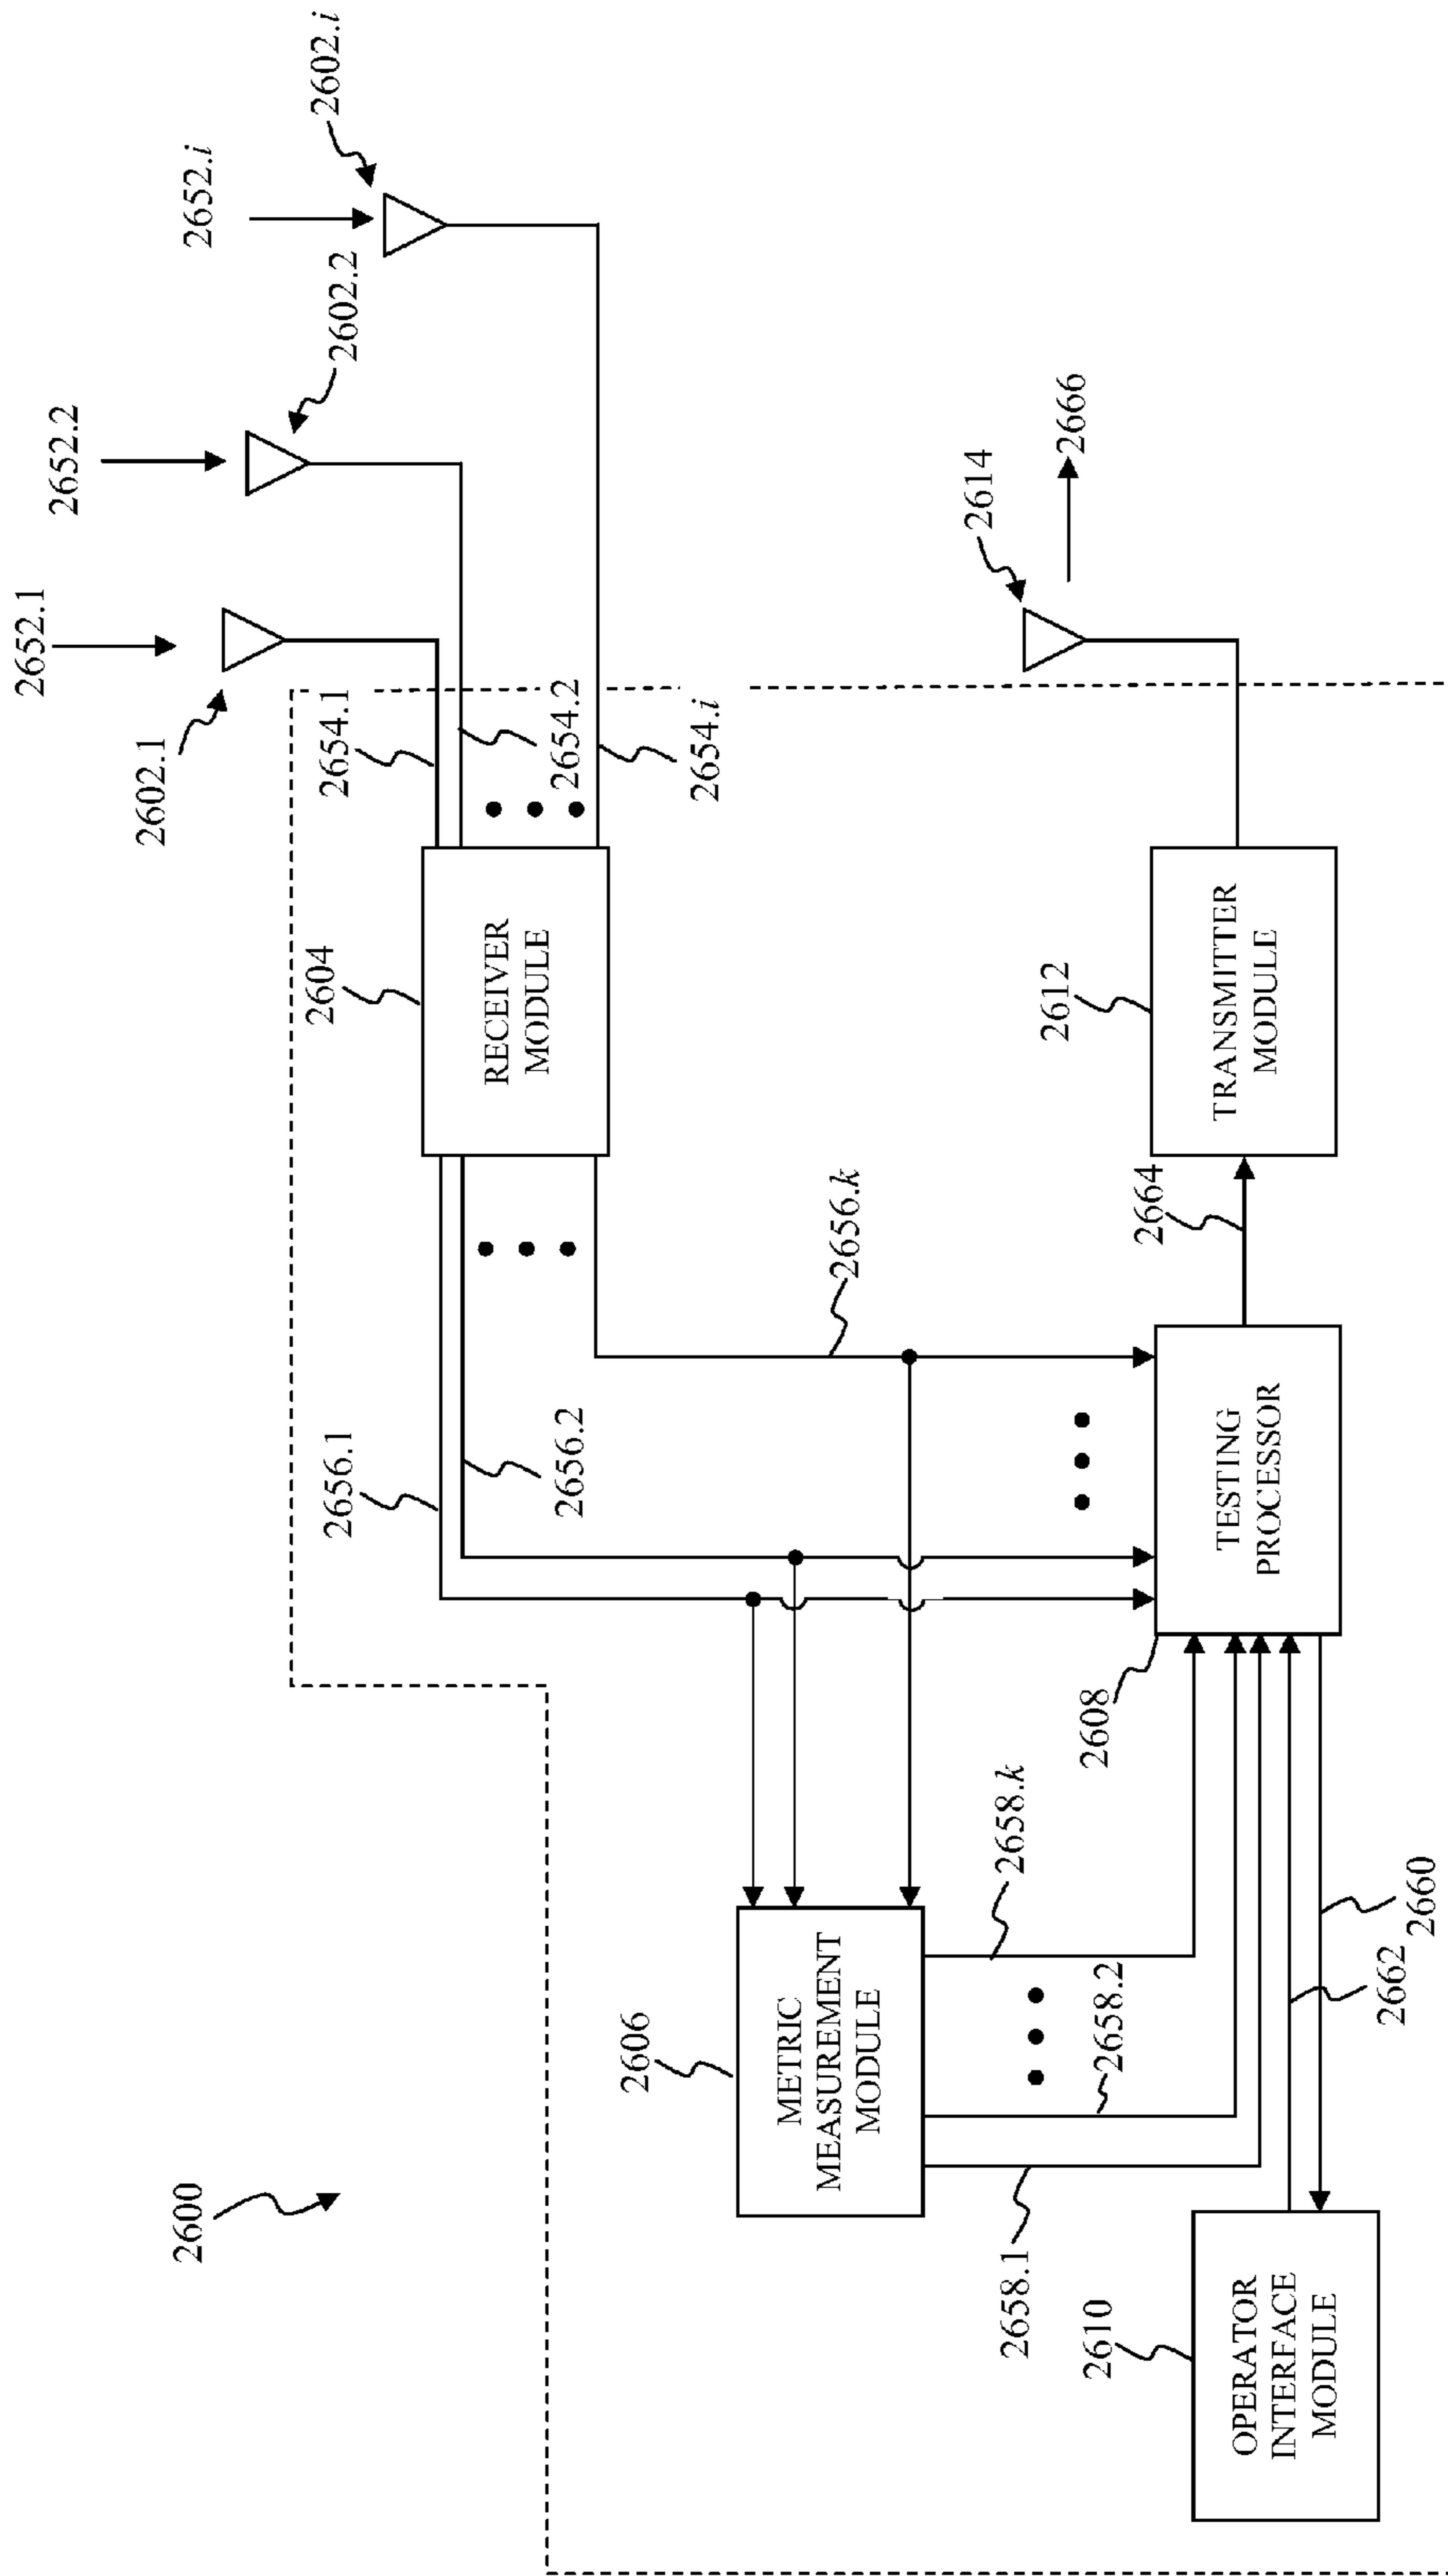 2600
2652.1
2652.2
2652.i
2602.1
2602.2
2602.i
2654.1
2654.2
2654.i
2604
RECEIVER
MODULE
2656.1
2656.2
2656.k
2606
METRIC
MEASUREMENT
MODULE
2658.k
2658.2
2658.1
2608
TESTING
PROCESSOR
2664
2612
TRANSMITTER
MODULE
2614
2666
2610
OPERATOR
INTERFACE
MODULE
2662
2660